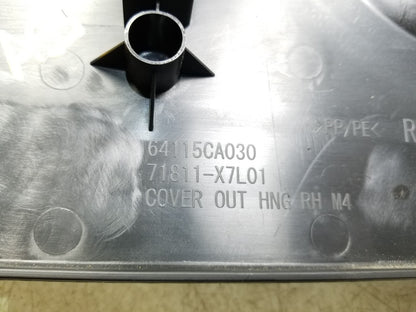 >PP/PE<
R
64115CA030
71811-X7L01
COVER OUT HNG RH M4